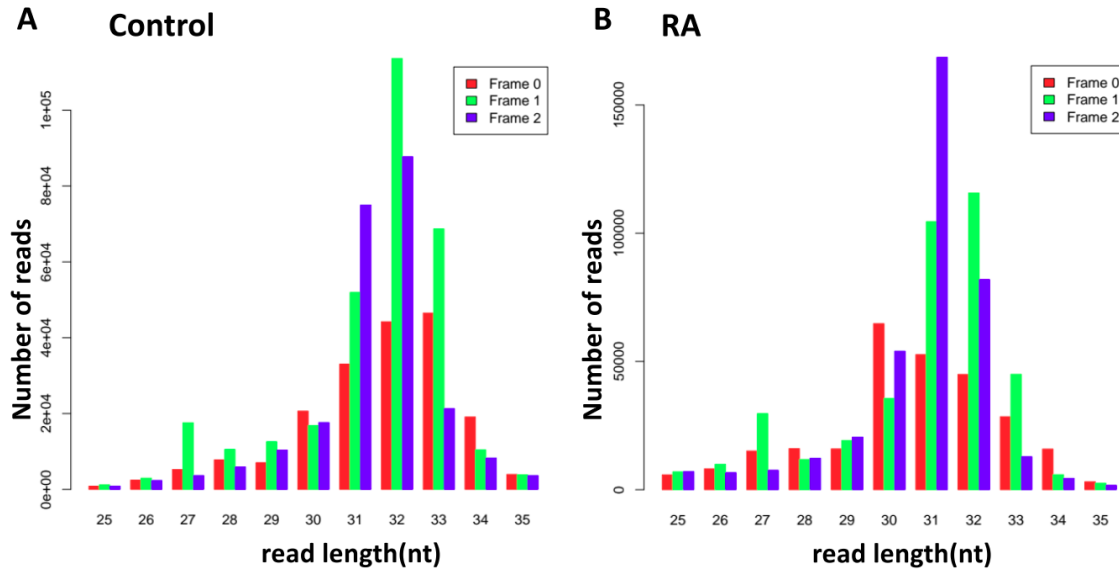 A Control
Frame 0
Frame 1
Frame 2
Number of reads
1e+05
8e+04
6e+04
4e+04
2e+04
0e+00
25 26 27 28 29 30 31 32 33 34 35
read length(nt)
B RA
Frame 0
Frame 1
Frame 2
Number of reads
150000
100000
50000
0
25 26 27 28 29 30 31 32 33 34 35
read length(nt)